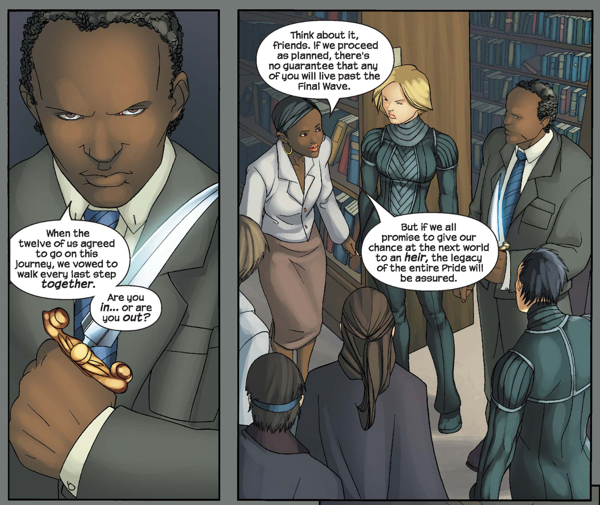 When the
twelve of us agreed
to go on this
journey, we vowed to
walk every last step
together.
Are you
in... or are
you out?
Think about it,
friends. If we proceed
as planned, there's
no guarantee that any
of you will live past the
Final Wave.
But if we all
promise to give our
chance at the next world
to an heir, the legacy
of the entire Pride will
be assured.